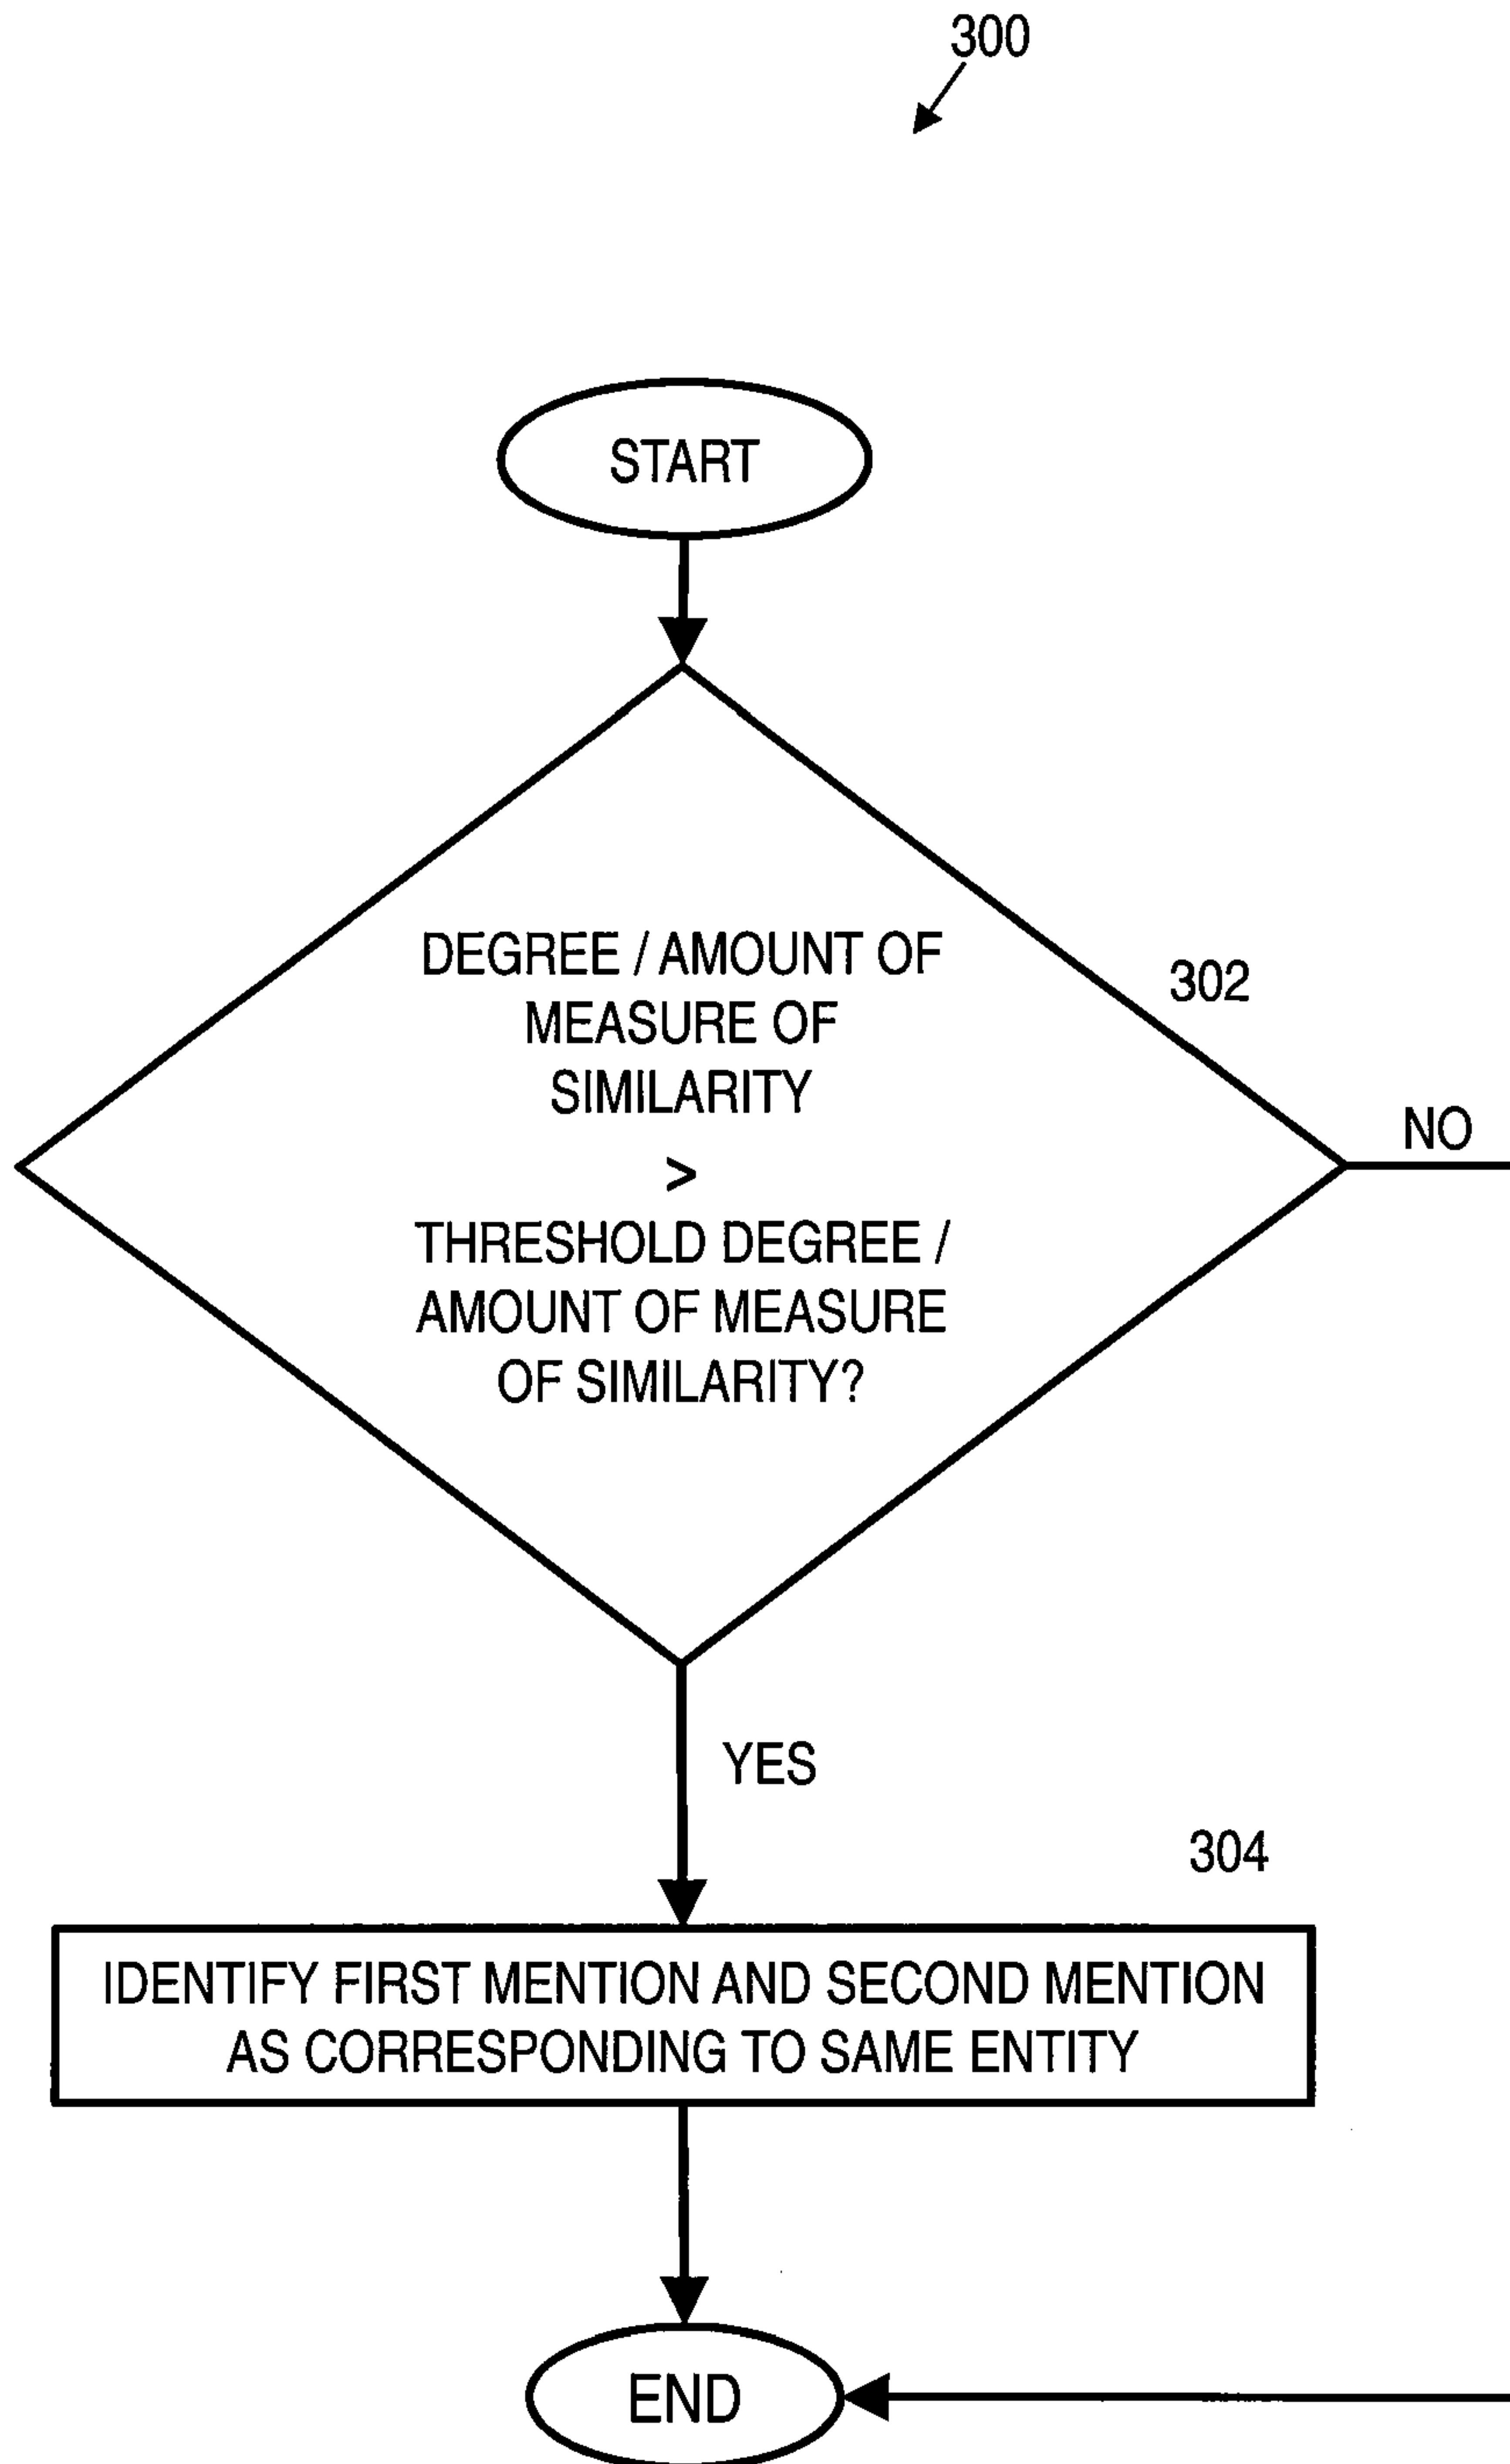 300
START
DEGREE / AMOUNT OF
MEASURE OF
SIMILARITY
>
THRESHOLD DEGREE /
AMOUNT OF MEASURE
OF SIMILARITY?
302
NO
YES
304
IDENTIFY FIRST MENTION AND SECOND MENTION
AS CORRESPONDING TO SAME ENTITY
END